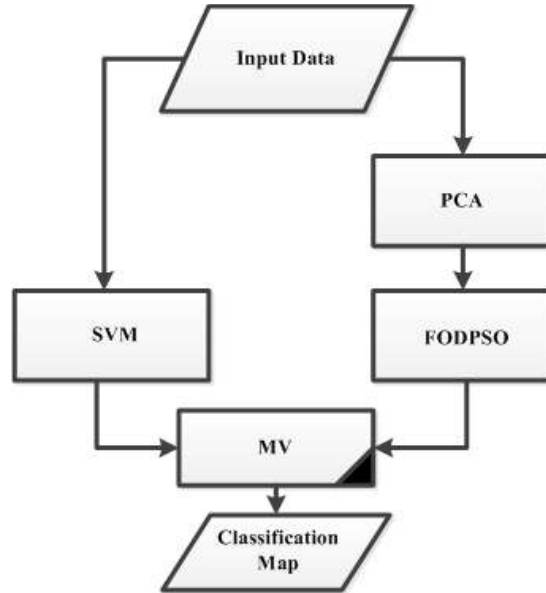 Input Data
PCA
SVM
FODPSO
MV
Classification
Map